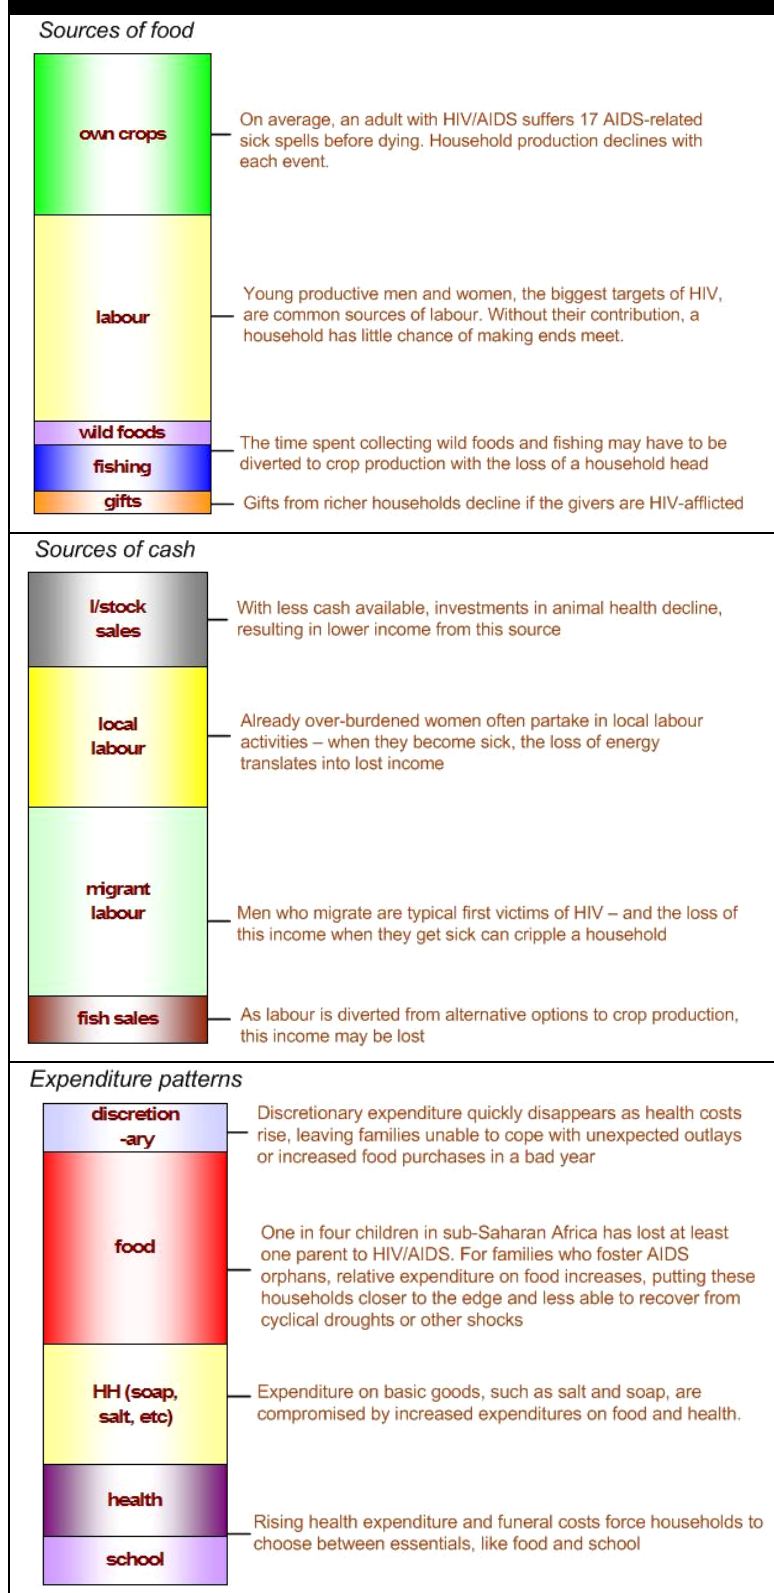 Sources of food
own crops
On average, an adult with HIV/AIDS suffers 17 AIDS-related
sick spells before dying. Household production declines with
each event.
labour
Young productive men and women, the biggest targets of HIV,
are common sources of labour. Without their contribution, a
household has little chance of making ends meet.
wild foods
fishing
The time spent collecting wild foods and fishing may have to be
diverted to crop production with the loss of a household head
gifts
Gifts from richer households decline if the givers are HIV-afflicted
Sources of cash
l/stock
sales
With less cash available, investments in animal health decline,
resulting in lower income from this source
local
labour
Already over-burdened women often partake in local labour
activities – when they become sick, the loss of energy
translates into lost income
migrant
labour
Men who migrate are typical first victims of HIV – and the loss of
this income when they get sick can cripple a household
fish sales
As labour is diverted from alternative options to crop production,
this income may be lost
Expenditure patterns
discretion
-ary
Discretionary expenditure quickly disappears as health costs
rise, leaving families unable to cope with unexpected outlays
or increased food purchases in a bad year
food
One in four children in sub-Saharan Africa has lost at least
one parent to HIV/AIDS. For families who foster AIDS
orphans, relative expenditure on food increases, putting these
households closer to the edge and less able to recover from
cyclical droughts or other shocks
HH (soap,
salt, etc)
Expenditure on basic goods, such as salt and soap, are
compromised by increased expenditures on food and health.
health
school
Rising health expenditure and funeral costs force households to
choose between essentials, like food and school